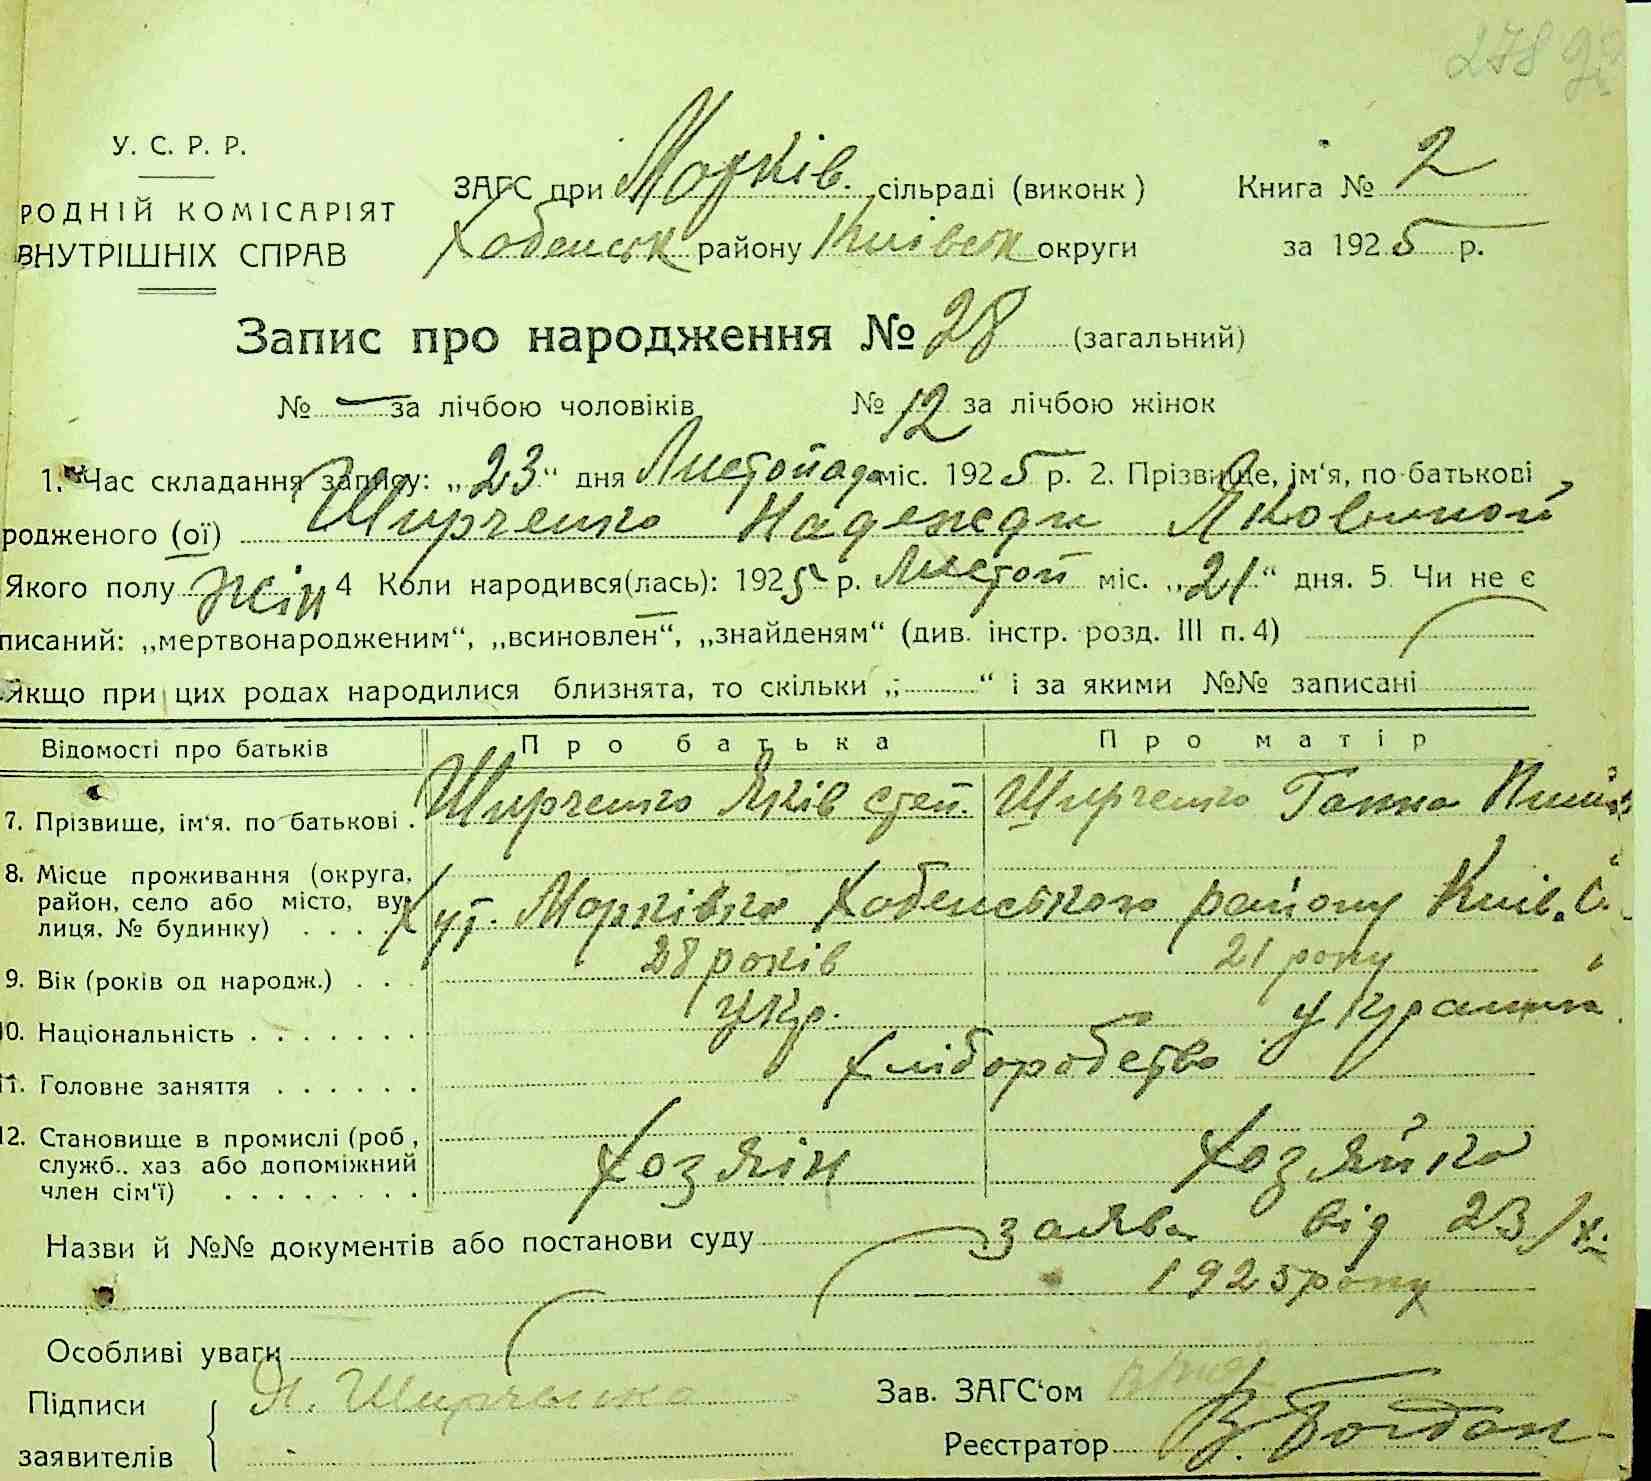 278
У. С. Р. Р.
РОДНІЙ КОМІСАРІЯТ
ВНУТРІШНІХ СПРАВ
ЗАГС при Марків. сільраді (виконк)
Хабенськ району Київськ округи
Книга № 2
за 1925 р.
Запис про народження № 28 (загальний)
№ — за лічбою чоловіків № 12 за лічбою жінок
1. Час складання запису: „23“ дня Листопада міс. 1925 р. 2. Прізвище, ім‘я, по-батькові
родженого (ої) Ширченко Надежди Яковлиной
Якого полу жін 4 Коли народився(лась): 1925 р. Листоп міс. „21“ дня. 5. Чи не є
писаний: „мертвонародженим“, „всиновлен“, „знайденям“ (див. інстр. розд. III п. 4)
Якщо при цих родах народилися близнята, то скільки „ “ і за якими №№ записані
Відомості про батьків Про батька Про матір
7. Прізвище, ім‘я. по-батькові . Ширченко Яків Степ. Ширченко Ганна
8. Місце проживання (округа, район, село або місто, вулиця, № будинку) . . . . Хут. Марківка Хабенського району Київ. О.
9. Вік (років од народж.) . . . 28 років 21 року
10. Національність . . . . . . . укр. українка
11. Головне заняття . . . . . . Хліборобство
12. Становище в промислі (роб, служб.. хаз або допоміжний член сім‘ї) . . . . . . . . Хозяїн Хозяйка
Назви й №№ документів або постанови суду заява від 23/X.
1925 року
Особливі уваги
Підписи
заявителів
Я. Ширченко
Зав. ЗАГС‘ом
Реєстратор В. Богдан